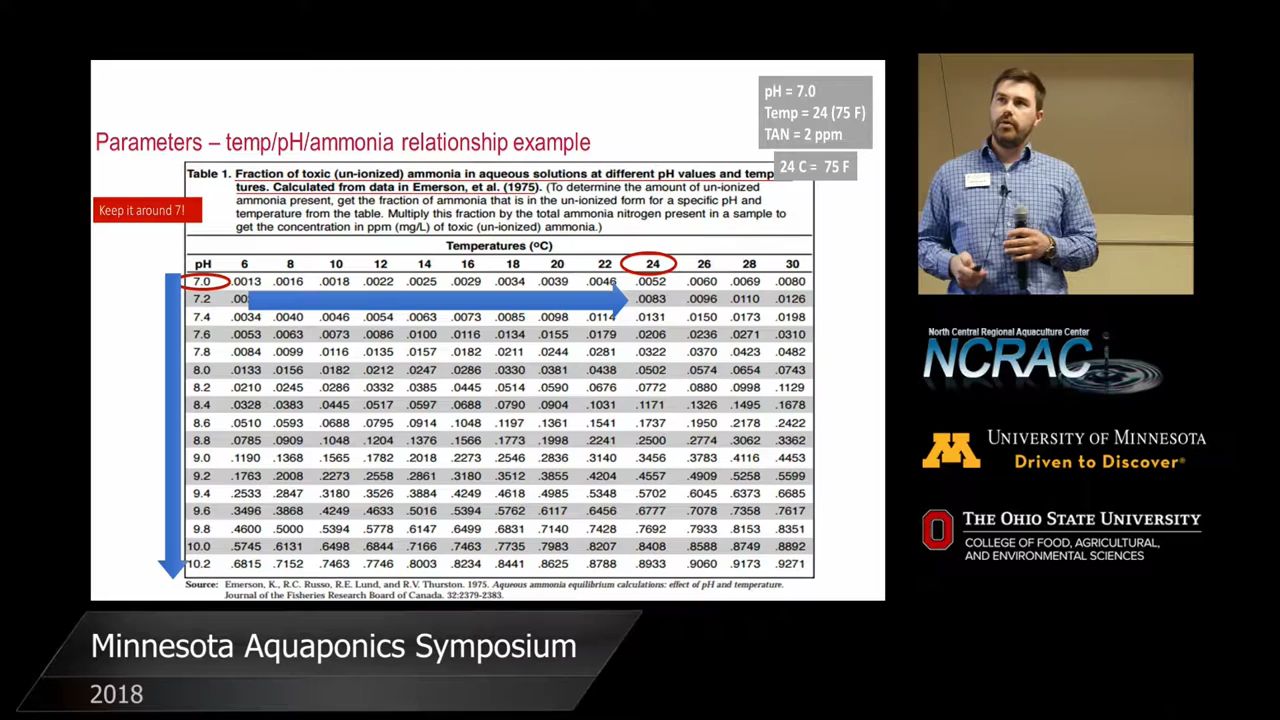 pH = 7.0
Temp = 24 (75 F)
TAN = 2 ppm
24 C = 75 F
Parameters – temp/pH/ammonia relationship example
Keep it around 7!
Table 1. Fraction of toxic (un-ionized) ammonia in aqueous solutions at different pH values and temp
tures. Calculated from data in Emerson, et al. (1975). (To determine the amount of un-ionized
ammonia present, get the fraction of ammonia that is in the un-ionized form for a specific pH and
temperature from the table. Multiply this fraction by the total ammonia nitrogen present in a sample to
get the concentration in ppm (mg/L) of toxic (un-ionized) ammonia.)
Temperatures (ºC)
pH 6 8 10 12 14 16 18 20 22 24 26 28 30
7.0 .0013 .0016 .0018 .0022 .0025 .0029 .0034 .0039 .0046 .0052 .0060 .0069 .0080
7.2 .00 .0083 .0096 .0110 .0126
7.4 .0034 .0040 .0046 .0054 .0063 .0073 .0085 .0098 .0114 .0131 .0150 .0173 .0198
7.6 .0053 .0063 .0073 .0086 .0100 .0116 .0134 .0155 .0179 .0206 .0236 .0271 .0310
7.8 .0084 .0099 .0116 .0135 .0157 .0182 .0211 .0244 .0281 .0322 .0370 .0423 .0482
8.0 .0133 .0156 .0182 .0212 .0247 .0286 .0330 .0381 .0438 .0502 .0574 .0654 .0743
8.2 .0210 .0245 .0286 .0332 .0385 .0445 .0514 .0590 .0676 .0772 .0880 .0998 .1129
8.4 .0328 .0383 .0445 .0517 .0597 .0688 .0790 .0904 .1031 .1171 .1326 .1495 .1678
8.6 .0510 .0593 .0688 .0795 .0914 .1048 .1197 .1361 .1541 .1737 .1950 .2178 .2422
8.8 .0785 .0909 .1048 .1204 .1376 .1566 .1773 .1998 .2241 .2500 .2774 .3062 .3362
9.0 .1190 .1368 .1565 .1782 .2018 .2273 .2546 .2836 .3140 .3456 .3783 .4116 .4453
9.2 .1763 .2008 .2273 .2558 .2861 .3180 .3512 .3855 .4204 .4557 .4909 .5258 .5599
9.4 .2533 .2847 .3180 .3526 .3884 .4249 .4618 .4985 .5348 .5702 .6045 .6373 .6685
9.6 .3496 .3868 .4249 .4633 .5016 .5394 .5762 .6117 .6456 .6777 .7078 .7358 .7617
9.8 .4600 .5000 .5394 .5778 .6147 .6499 .6831 .7140 .7428 .7692 .7933 .8153 .8351
10.0 .5745 .6131 .6498 .6844 .7166 .7463 .7735 .7983 .8207 .8408 .8588 .8749 .8892
10.2 .6815 .7152 .7463 .7746 .8003 .8234 .8441 .8625 .8788 .8933 .9060 .9173 .9271
Source: Emerson, K., R.C. Russo, R.E. Lund, and R.V. Thurston. 1975. Aqueous ammonia equilibrium calculations: effect of pH and temperature.
Journal of the Fisheries Research Board of Canada. 32:2379-2383.
North Central Regional Aquaculture Center
NCRAC
UNIVERSITY OF MINNESOTA
Driven to Discover®
THE OHIO STATE UNIVERSITY
COLLEGE OF FOOD, AGRICULTURAL,
AND ENVIRONMENTAL SCIENCES
Minnesota Aquaponics Symposium
2018